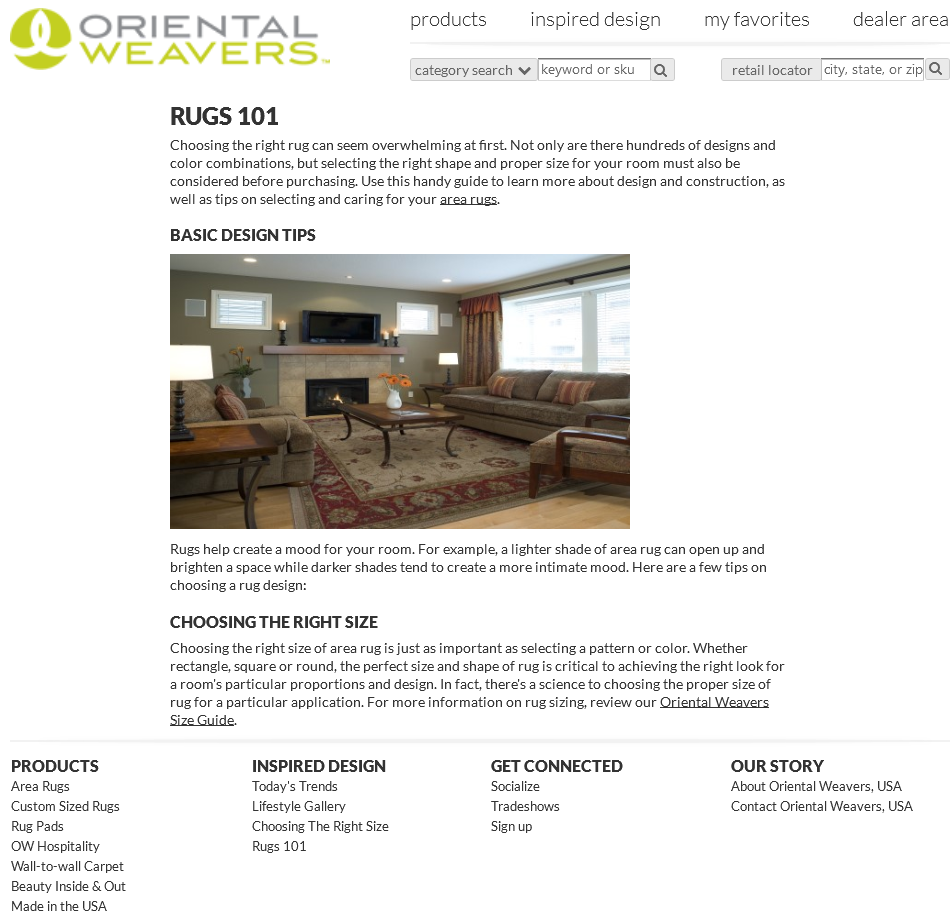 ORIENTAL
WEAVERS™
products inspired design my favorites dealer area
category search keyword or sku retail locator city, state, or zip
RUGS 101
Choosing the right rug can seem overwhelming at first. Not only are there hundreds of designs and
color combinations, but selecting the right shape and proper size for your room must also be
considered before purchasing. Use this handy guide to learn more about design and construction, as
well as tips on selecting and caring for your area rugs.
BASIC DESIGN TIPS
Rugs help create a mood for your room. For example, a lighter shade of area rug can open up and
brighten a space while darker shades tend to create a more intimate mood. Here are a few tips on
choosing a rug design:
CHOOSING THE RIGHT SIZE
Choosing the right size of area rug is just as important as selecting a pattern or color. Whether
rectangle, square or round, the perfect size and shape of rug is critical to achieving the right look for
a room's particular proportions and design. In fact, there's a science to choosing the proper size of
rug for a particular application. For more information on rug sizing, review our Oriental Weavers
Size Guide.
PRODUCTS
Area Rugs
Custom Sized Rugs
Rug Pads
OW Hospitality
Wall-to-wall Carpet
Beauty Inside & Out
Made in the USA
INSPIRED DESIGN
Today's Trends
Lifestyle Gallery
Choosing The Right Size
Rugs 101
GET CONNECTED
Socialize
Tradeshows
Sign up
OUR STORY
About Oriental Weavers, USA
Contact Oriental Weavers, USA